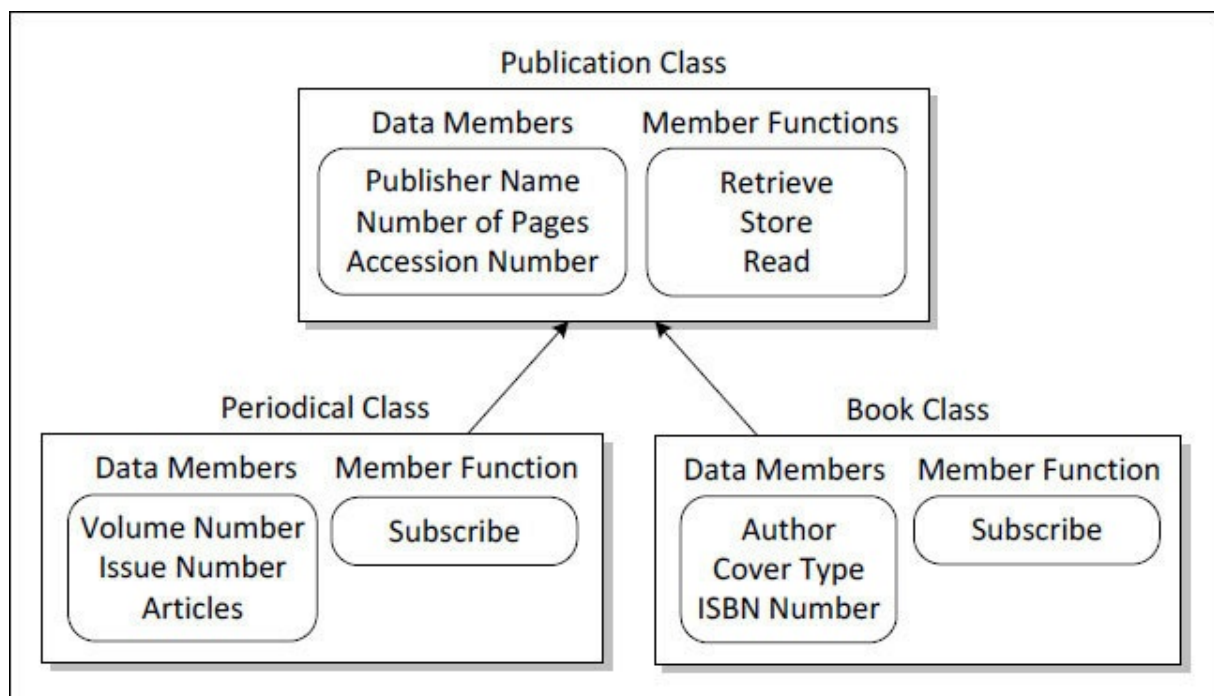 Publication Class
Data Members
Member Functions
Publisher Name
Number of Pages
Accession Number
Retrieve
Store
Read
Periodical Class
Data Members
Member Function
Volume Number
Issue Number
Articles
Subscribe
Book Class
Data Members
Member Function
Author
Cover Type
ISBN Number
Subscribe